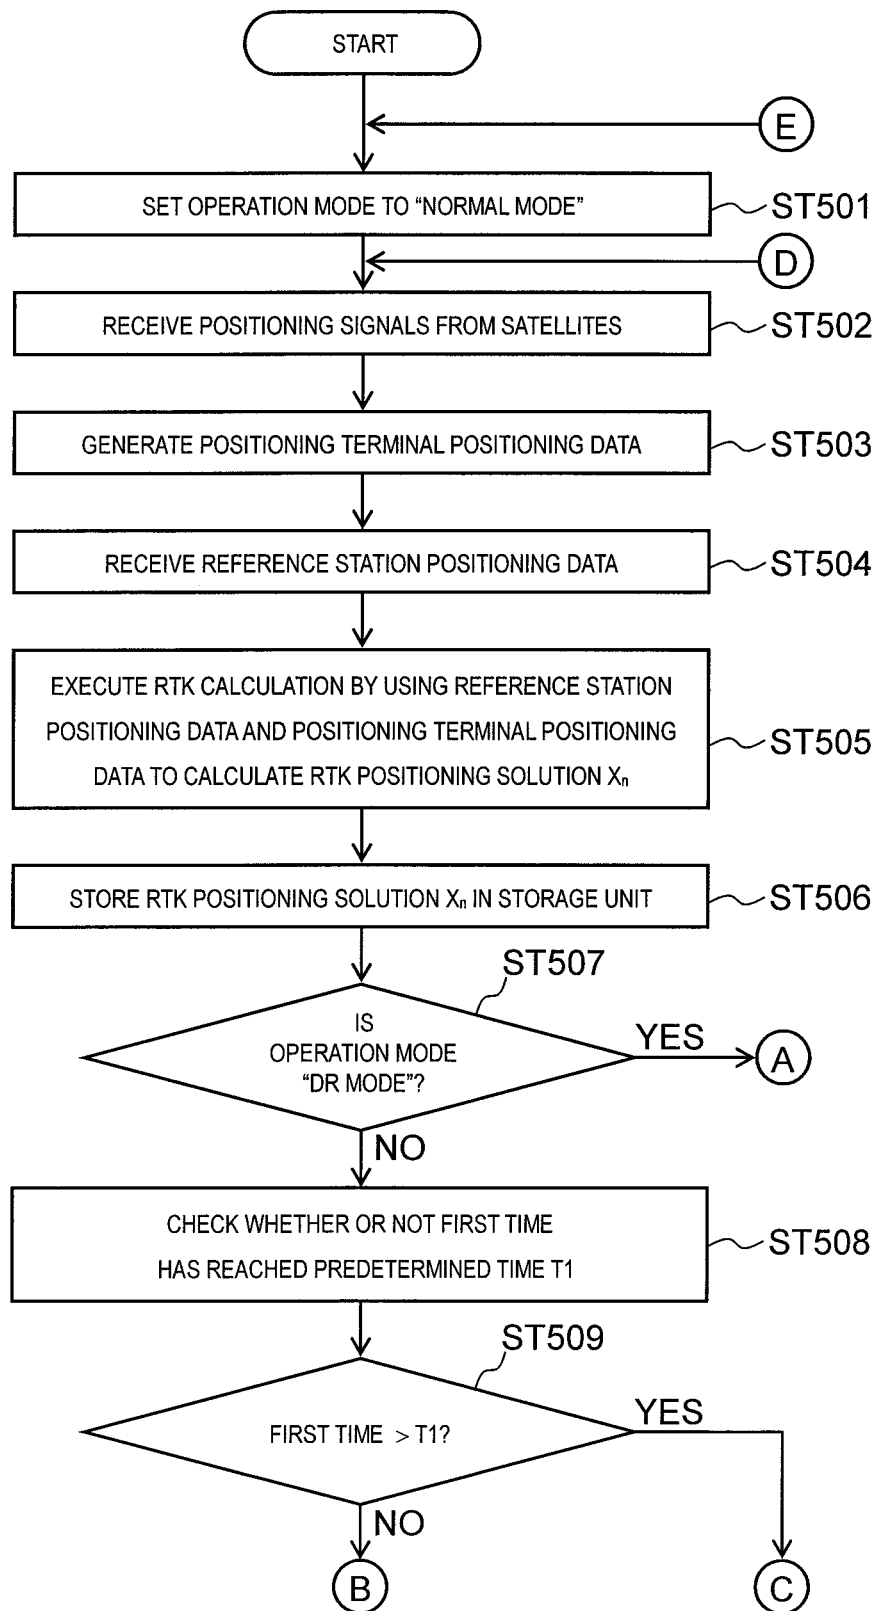 START
E
SET OPERATION MODE TO “NORMAL MODE”
ST501
D
RECEIVE POSITIONING SIGNALS FROM SATELLITES
ST502
GENERATE POSITIONING TERMINAL POSITIONING DATA
ST503
RECEIVE REFERENCE STATION POSITIONING DATA
ST504
EXECUTE RTK CALCULATION BY USING REFERENCE STATION
POSITIONING DATA AND POSITIONING TERMINAL POSITIONING
DATA TO CALCULATE RTK POSITIONING SOLUTION Xn
ST505
STORE RTK POSITIONING SOLUTION Xn IN STORAGE UNIT
ST506
ST507
IS
OPERATION MODE
“DR MODE”?
YES
A
NO
CHECK WHETHER OR NOT FIRST TIME
HAS REACHED PREDETERMINED TIME T1
ST508
ST509
FIRST TIME > T1?
YES
NO
B
C